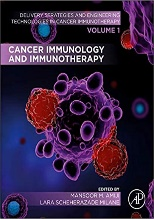 DELIVERY STRATEGIES AND ENGINEERING
TECHNOLOGIES IN CANCER IMMUNOTHERAPY
VOLUME 1
CANCER IMMUNOLOGY
AND IMMUNOTHERAPY
EDITED BY
MANSOOR M. AMIJI
LARA SCHEHERAZADE MILANE